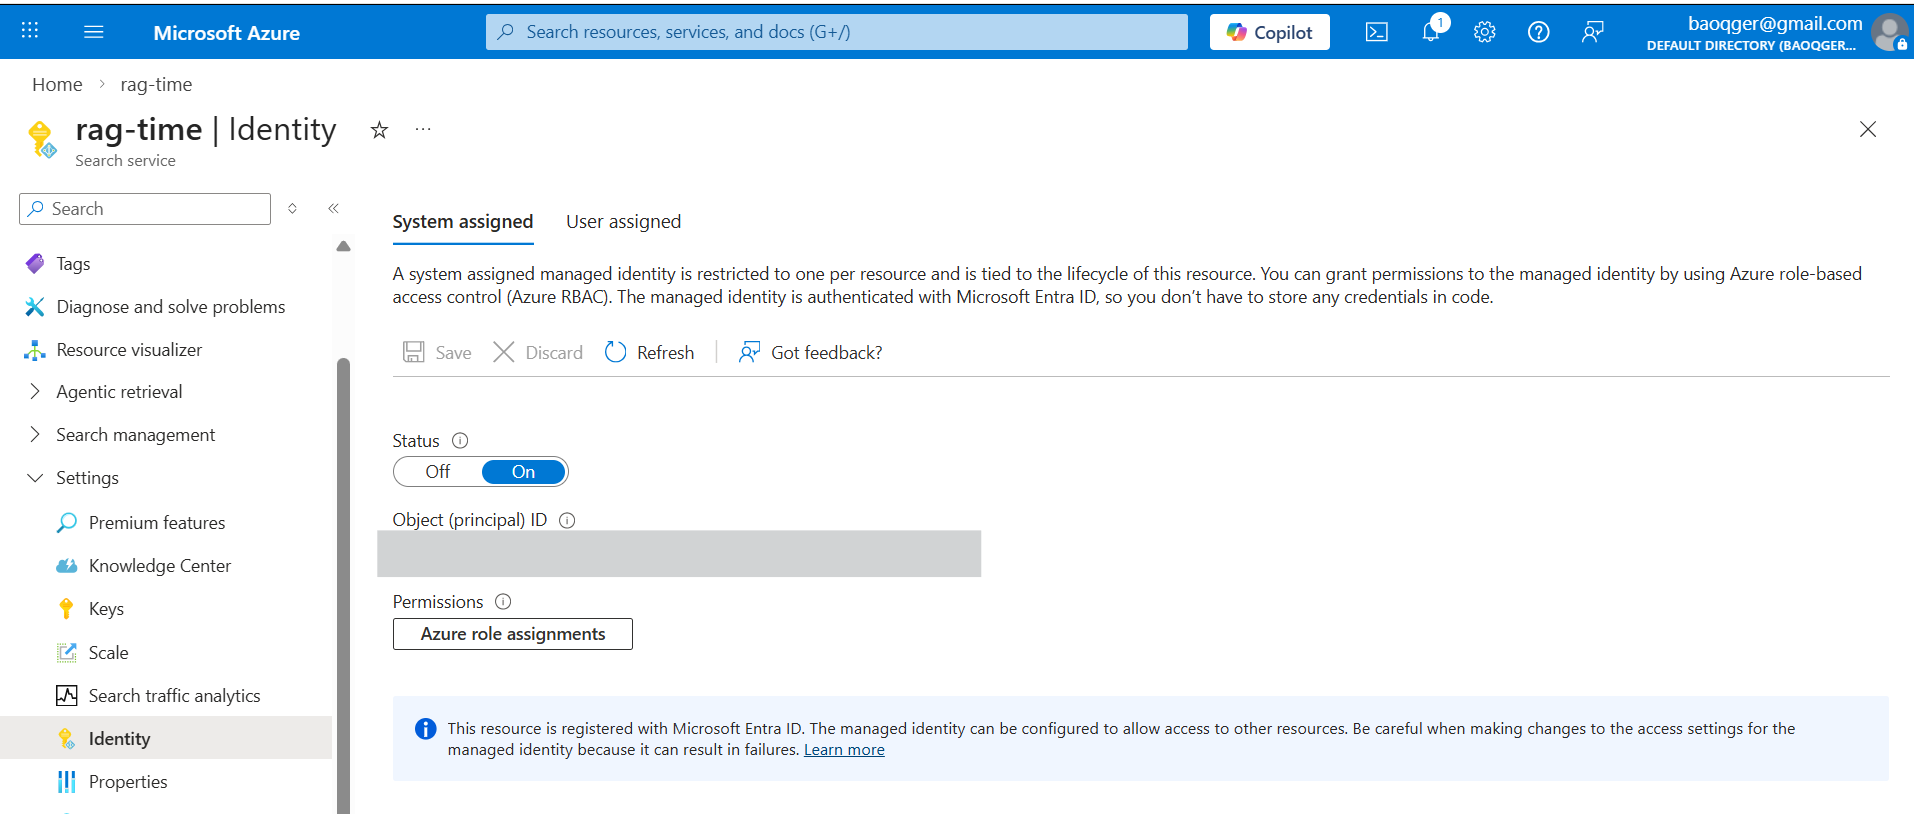 Microsoft Azure
Search resources, services, and docs (G+/)
Copilot
1
baoqger@gmail.com
DEFAULT DIRECTORY (BAOQGER...
Home > rag-time
rag-time | Identity
Search service
Search
Tags
Diagnose and solve problems
Resource visualizer
Agentic retrieval
Search management
Settings
Premium features
Knowledge Center
Keys
Scale
Search traffic analytics
Identity
Properties
System assigned
User assigned
A system assigned managed identity is restricted to one per resource and is tied to the lifecycle of this resource. You can grant permissions to the managed identity by using Azure role-based
access control (Azure RBAC). The managed identity is authenticated with Microsoft Entra ID, so you don’t have to store any credentials in code.
Save
Discard
Refresh
Got feedback?
Status
Off
On
Object (principal) ID
Permissions
Azure role assignments
This resource is registered with Microsoft Entra ID. The managed identity can be configured to allow access to other resources. Be careful when making changes to the access settings for the
managed identity because it can result in failures. Learn more